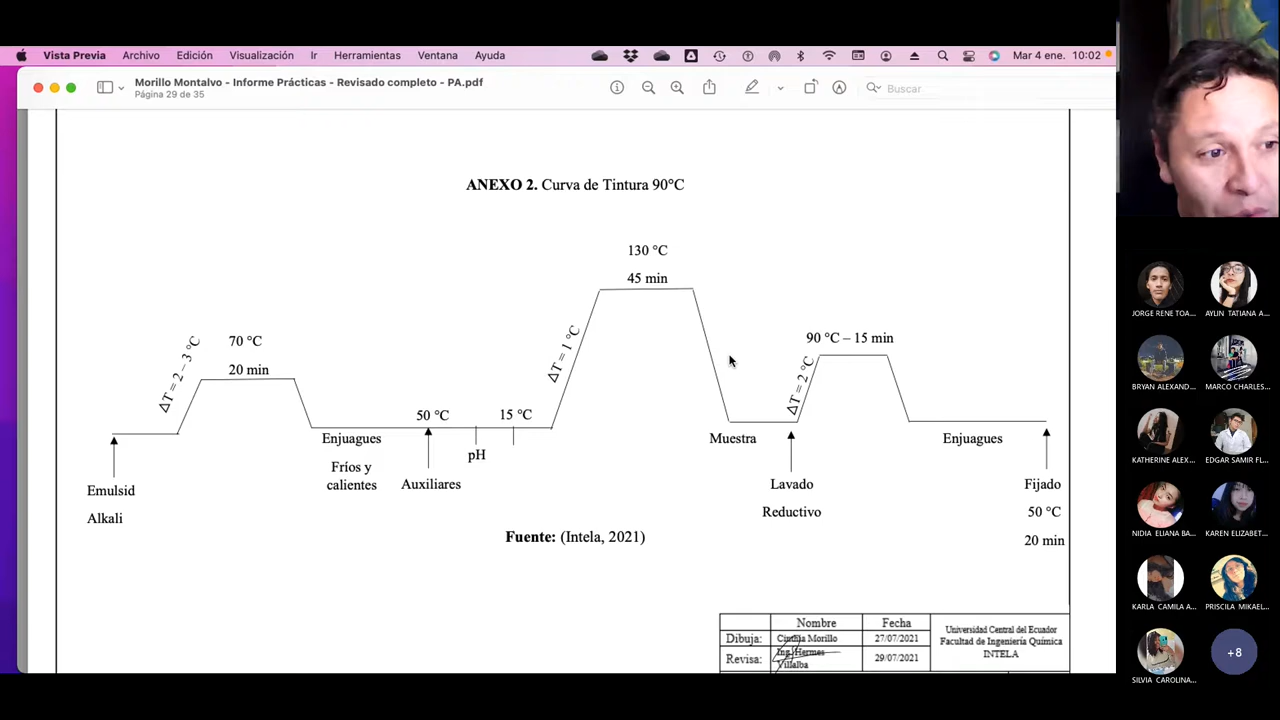 Vista Previa Archivo Edición Visualización Ir Herramientas Ventana Ayuda
Mar 4 ene. 10:02
Morillo Montalvo - Informe Prácticas - Revisado completo - PA.pdf
Página 29 de 35
Buscar
ANEXO 2. Curva de Tintura 90°C
130 °C
45 min
ΔT = 1 °C
70 °C
20 min
ΔT = 2 – 3 °C
90 °C – 15 min
ΔT = 2 °C
50 °C
15 °C
Enjuagues
Fríos y
calientes
pH
Auxiliares
Muestra
Enjuagues
Emulsid
Alkali
Lavado
Reductivo
Fijado
50 °C
20 min
Fuente: (Intela, 2021)
Nombre Fecha
Dibuja: Cinthia Morillo 27/07/2021
Revisa: Ing. Hermes Villalba 29/07/2021
Universidad Central del Ecuador
Facultad de Ingeniería Química
INTELA
JORGE RENE TOA...
AYLIN TATIANA A...
BRYAN ALEXAND...
MARCO CHARLES...
KATHERINE ALEX...
EDGAR SAMIR FL...
NIDIA ELIANA BA...
KAREN ELIZABET...
KARLA CAMILA A...
PRISCILA MIKAEL...
SILVIA CAROLINA...
+8